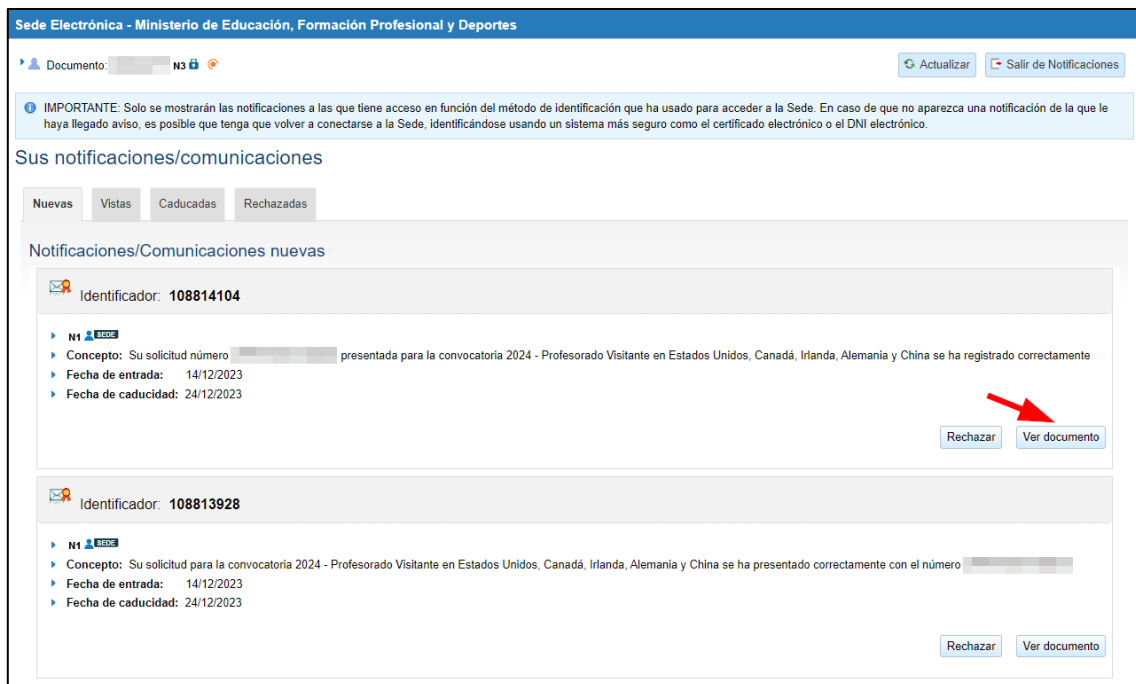 Sede Electrónica - Ministerio de Educación, Formación Profesional y Deportes
Documento: N3
Actualizar
Salir de Notificaciones
IMPORTANTE: Solo se mostrarán las notificaciones a las que tiene acceso en función del método de identificación que ha usado para acceder a la Sede. En caso de que no aparezca una notificación de la que le
haya llegado aviso, es posible que tenga que volver a conectarse a la Sede, identificándose usando un sistema más seguro como el certificado electrónico o el DNI electrónico.
Sus notificaciones/comunicaciones
Nuevas Vistas Caducadas Rechazadas
Notificaciones/Comunicaciones nuevas
Identificador: 108814104
N1 SEDE
Concepto: Su solicitud número presentada para la convocatoria 2024 - Profesorado Visitante en Estados Unidos, Canadá, Irlanda, Alemania y China se ha registrado correctamente
Fecha de entrada: 14/12/2023
Fecha de caducidad: 24/12/2023
Rechazar Ver documento
Identificador: 108813928
N1 SEDE
Concepto: Su solicitud para la convocatoria 2024 - Profesorado Visitante en Estados Unidos, Canadá, Irlanda, Alemania y China se ha presentado correctamente con el número
Fecha de entrada: 14/12/2023
Fecha de caducidad: 24/12/2023
Rechazar Ver documento